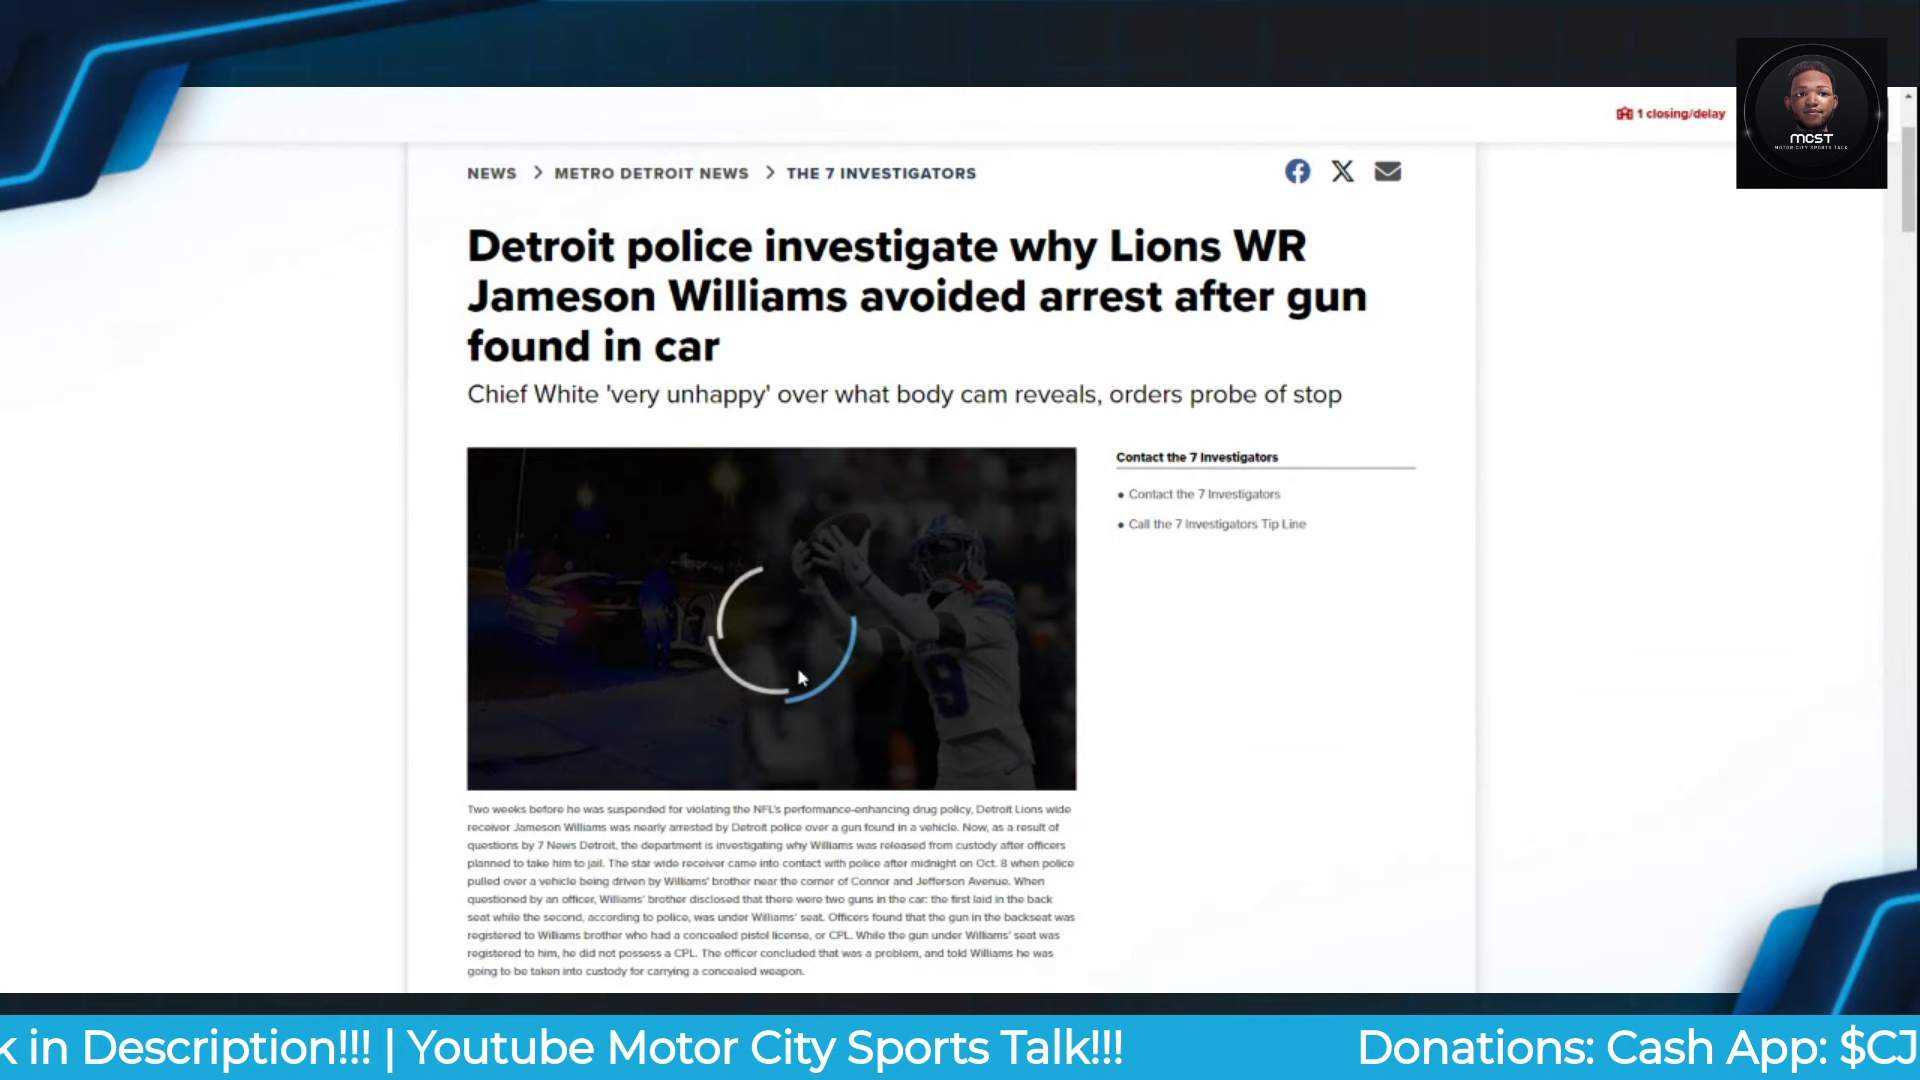 1 closing/delay
MCST
MOTOR CITY SPORTS TALK
NEWS > METRO DETROIT NEWS > THE 7 INVESTIGATORS
Detroit police investigate why Lions WR
Jameson Williams avoided arrest after gun
found in car
Chief White 'very unhappy' over what body cam reveals, orders probe of stop
Contact the 7 Investigators
• Contact the 7 Investigators
• Call the 7 Investigators Tip Line
9
Two weeks before he was suspended for violating the NFL's performance-enhancing drug policy, Detroit Lions wide
receiver Jameson Williams was nearly arrested by Detroit police over a gun found in a vehicle. Now, as a result of
questions by 7 News Detroit, the department is investigating why Williams was released from custody after officers
planned to take him to jail. The star wide receiver came into contact with police after midnight on Oct. 8 when police
pulled over a vehicle being driven by Williams' brother near the corner of Connor and Jefferson Avenue. When
questioned by an officer, Williams' brother disclosed that there were two guns in the car: the first laid in the back
seat while the second, according to police, was under Williams' seat. Officers found that the gun in the backseat was
registered to Williams brother who had a concealed pistol license, or CPL. While the gun under Williams' seat was
registered to him, he did not possess a CPL. The officer concluded that was a problem, and told Williams he was
going to be taken into custody for carrying a concealed weapon.
k in Description!!! | Youtube Motor City Sports Talk!!! Donations: Cash App: $CJ